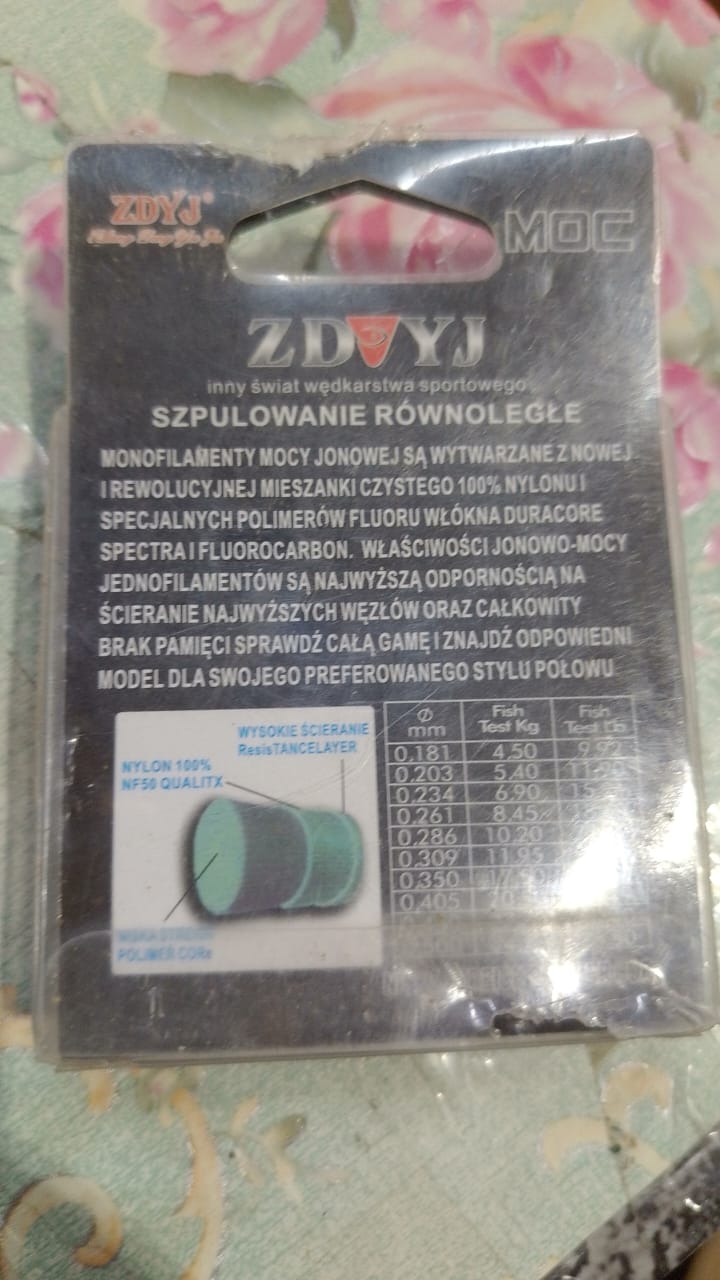 ZDYJ®
MOC
ZDYJ
inny świat wędkarstwa sportowego
SZPULOWANIE RÓWNOLEGŁE
MONOFILAMENTY MOCY JONOWEJ SĄ WYTWARZANE Z NOWEJ
I REWOLUCYJNEJ MIESZANKI CZYSTEGO 100% NYLONU I
SPECJALNYCH POLIMERÓW FLUORU WŁÓKNA DURACORE
SPECTRA I FLUOROCARBON. WŁAŚCIWOŚCI JONOWO-MOCY
JEDNOFILAMENTÓW SĄ NAJWYŻSZĄ ODPORNOŚCIĄ NA
ŚCIERANIE NAJWYŻSZYCH WĘZŁÓW ORAZ CAŁKOWITY
BRAK PAMIĘCI SPRAWDŹ CAŁĄ GAMĘ I ZNAJDŹ ODPOWIEDNI
MODEL DLA SWOJEGO PREFEROWANEGO STYLU POŁOWU
WYSOKIE ŚCIERANIE
ResisTANCELAYER
NYLON 100%
NF50 QUALITX
POLIMER CORe
Ø mm Fish Test Kg Fish Test Lb
0,181 4,50 9,92
0,203 5,40
0,234 6,90
0,261 8,45
0,286 10,20
0,309 11,95
0,350
0,405